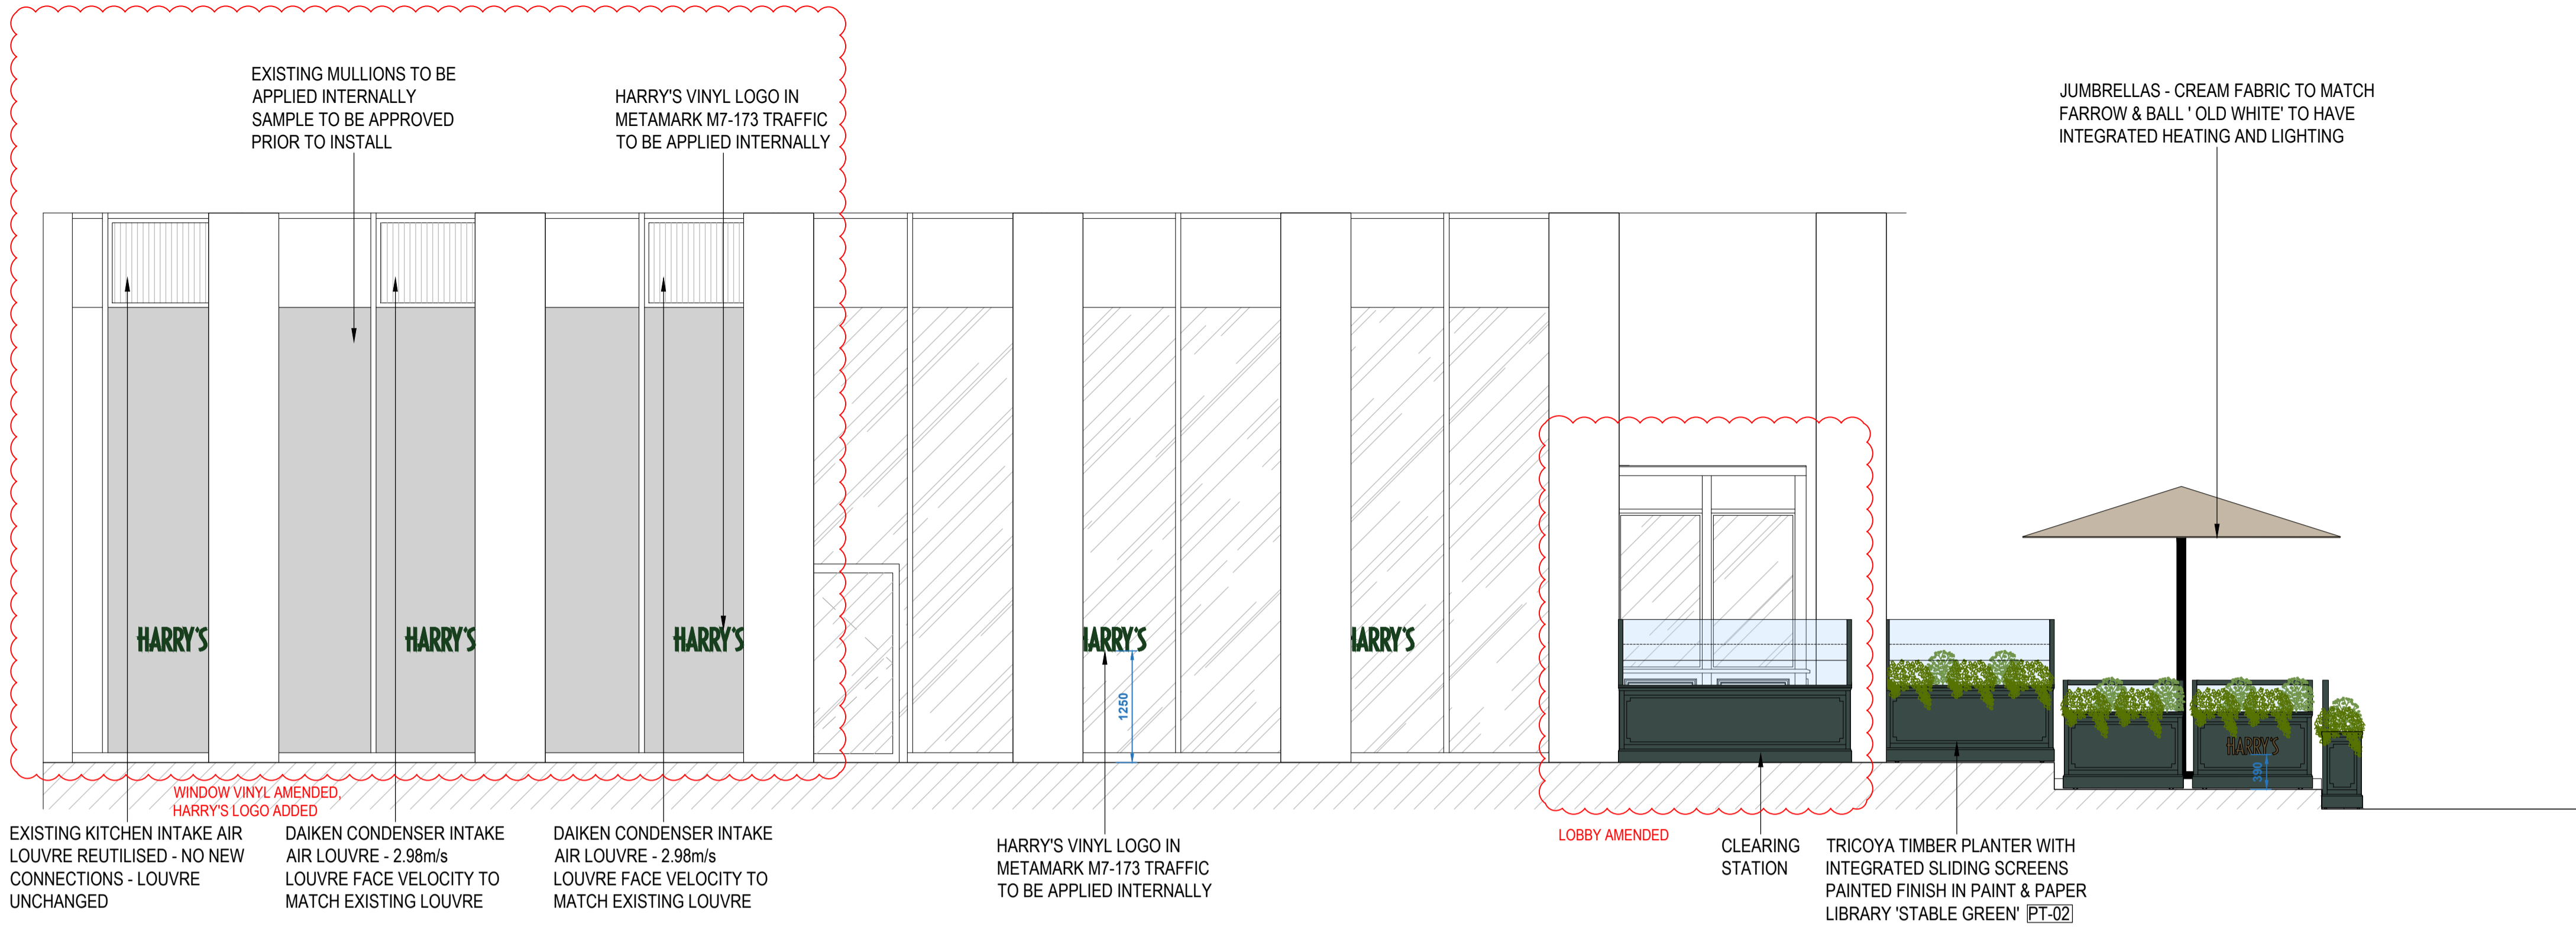 EXISTING MULLIONS TO BE
APPLIED INTERNALLY
SAMPLE TO BE APPROVED
PRIOR TO INSTALL
HARRY'S VINYL LOGO IN
METAMARK M7-173 TRAFFIC
TO BE APPLIED INTERNALLY
JUMBRELLAS - CREAM FABRIC TO MATCH
FARROW & BALL ' OLD WHITE' TO HAVE
INTEGRATED HEATING AND LIGHTING
HARRY'S
HARRY'S
HARRY'S
HARRY'S
HARRY'S
1250
HARRY'S
390
WINDOW VINYL AMENDED,
HARRY'S LOGO ADDED
LOBBY AMENDED
EXISTING KITCHEN INTAKE AIR
LOUVRE REUTILISED - NO NEW
CONNECTIONS - LOUVRE
UNCHANGED
DAIKEN CONDENSER INTAKE
AIR LOUVRE - 2.98m/s
LOUVRE FACE VELOCITY TO
MATCH EXISTING LOUVRE
DAIKEN CONDENSER INTAKE
AIR LOUVRE - 2.98m/s
LOUVRE FACE VELOCITY TO
MATCH EXISTING LOUVRE
HARRY'S VINYL LOGO IN
METAMARK M7-173 TRAFFIC
TO BE APPLIED INTERNALLY
CLEARING
STATION
TRICOYA TIMBER PLANTER WITH
INTEGRATED SLIDING SCREENS
PAINTED FINISH IN PAINT & PAPER
LIBRARY 'STABLE GREEN' PT-02